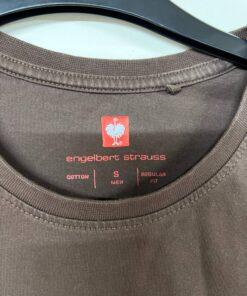 engelbert strauss
COTTON | S | REGULAR
MEN FIT